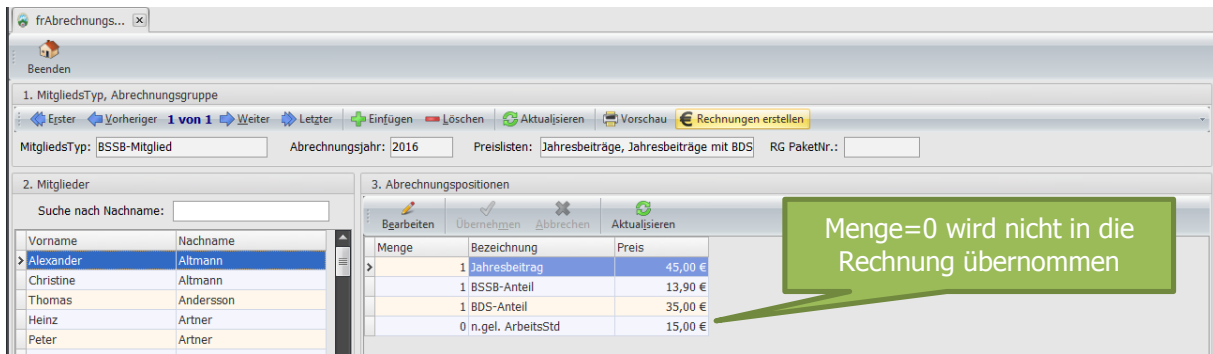 frAbrechnungs...
Beenden
1. MitgliedsTyp, Abrechnungsgruppe
Erster Vorheriger 1 von 1 Weiter Letzter Einfügen Löschen Aktualisieren Vorschau Rechnungen erstellen
MitgliedsTyp: BSSB-Mitglied Abrechnungsjahr: 2016 Preislisten: Jahresbeiträge, Jahresbeiträge mit BDS RG PaketNr.:
2. Mitglieder
Suche nach Nachname:
Vorname Nachname
Alexander Altmann
Christine Altmann
Thomas Andersson
Heinz Artner
Peter Artner
3. Abrechnungspositionen
Bearbeiten Übernehmen Abbrechen Aktualisieren
Menge Bezeichnung Preis
1 Jahresbeitrag 45,00 €
1 BSSB-Anteil 13,90 €
1 BDS-Anteil 35,00 €
0 n.gel. ArbeitsStd 15,00 €
Menge=0 wird nicht in die
Rechnung übernommen